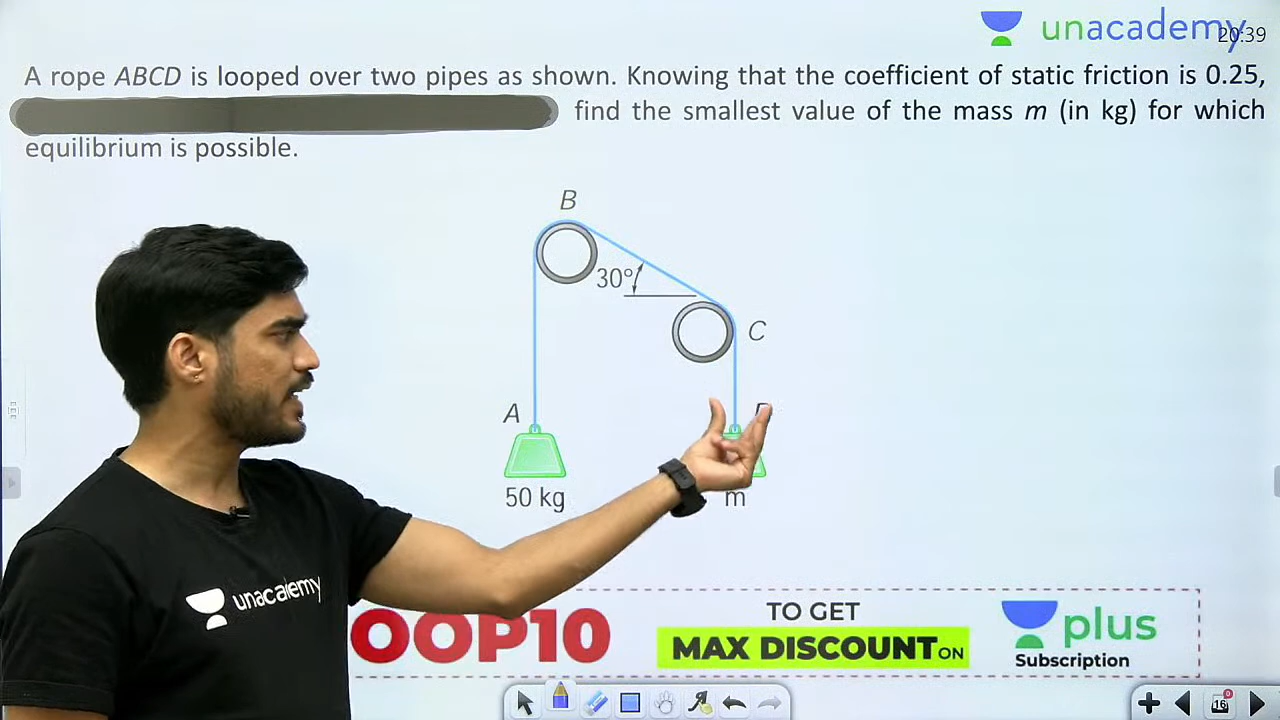 unacademy
20:39
A rope ABCD is looped over two pipes as shown. Knowing that the coefficient of static friction is 0.25,
find the smallest value of the mass m (in kg) for which
equilibrium is possible.
B
30°
C
A
50 kg
m
unacademy
OOP10
TO GET
MAX DISCOUNT ON
plus
Subscription
16
0